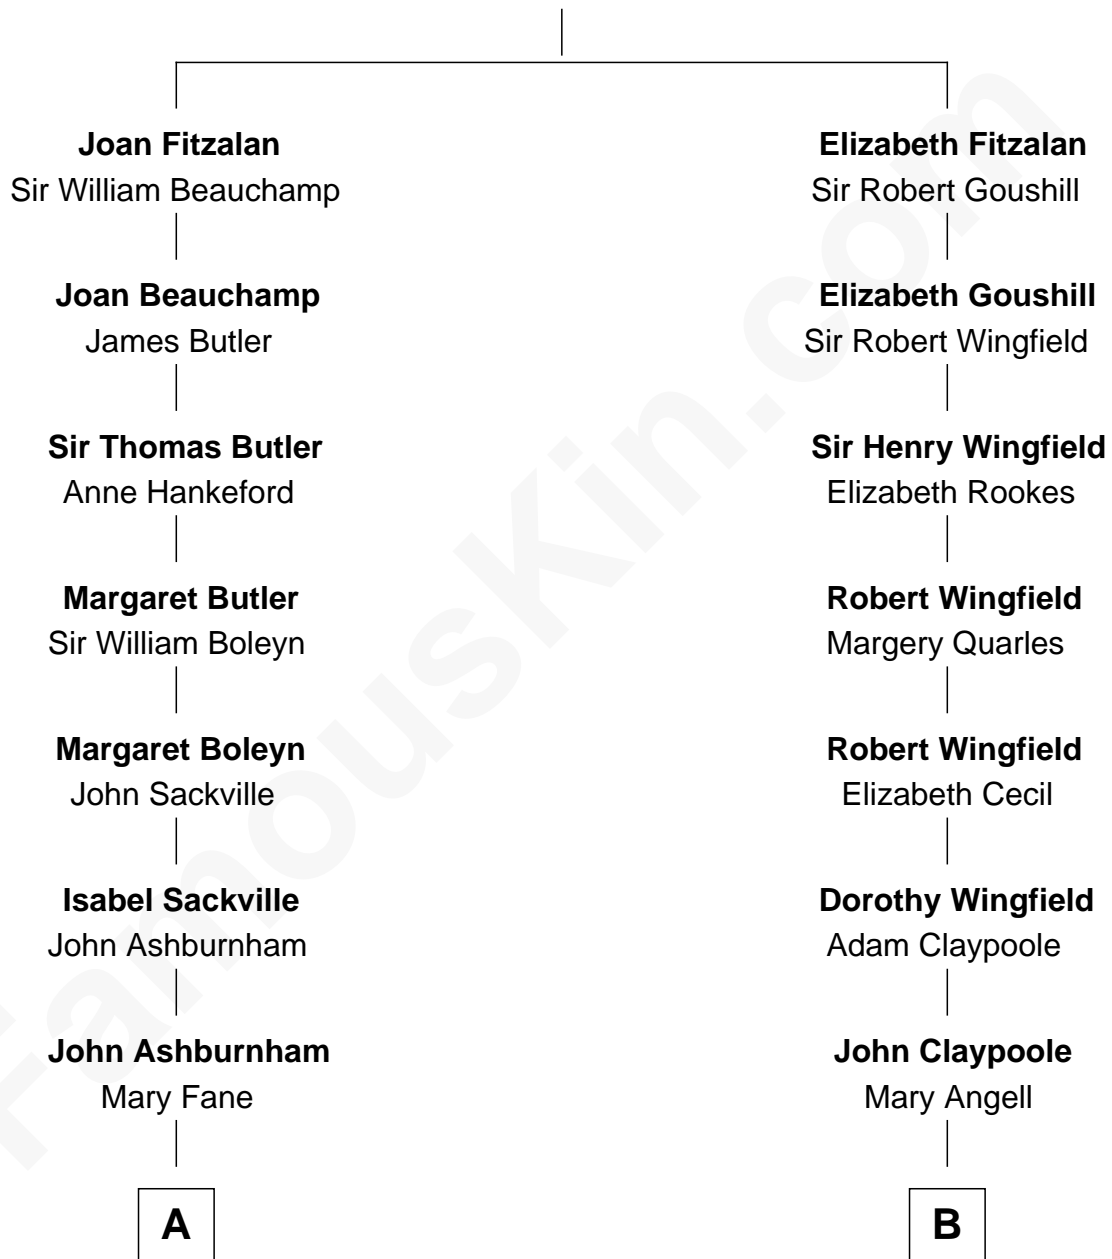 Joan Fitzalan
Sir William Beauchamp
Joan Beauchamp
James Butler
Sir Thomas Butler
Anne Hankeford
Margaret Butler
Sir William Boleyn
Margaret Boleyn
John Sackville
Isabel Sackville
John Ashburnham
John Ashburnham
Mary Fane
A
Elizabeth Fitzalan
Sir Robert Goushill
Elizabeth Goushill
Sir Robert Wingfield
Sir Henry Wingfield
Elizabeth Rookes
Robert Wingfield
Margery Quarles
Robert Wingfield
Elizabeth Cecil
Dorothy Wingfield
Adam Claypoole
John Claypoole
Mary Angell
B
FamousKin.com